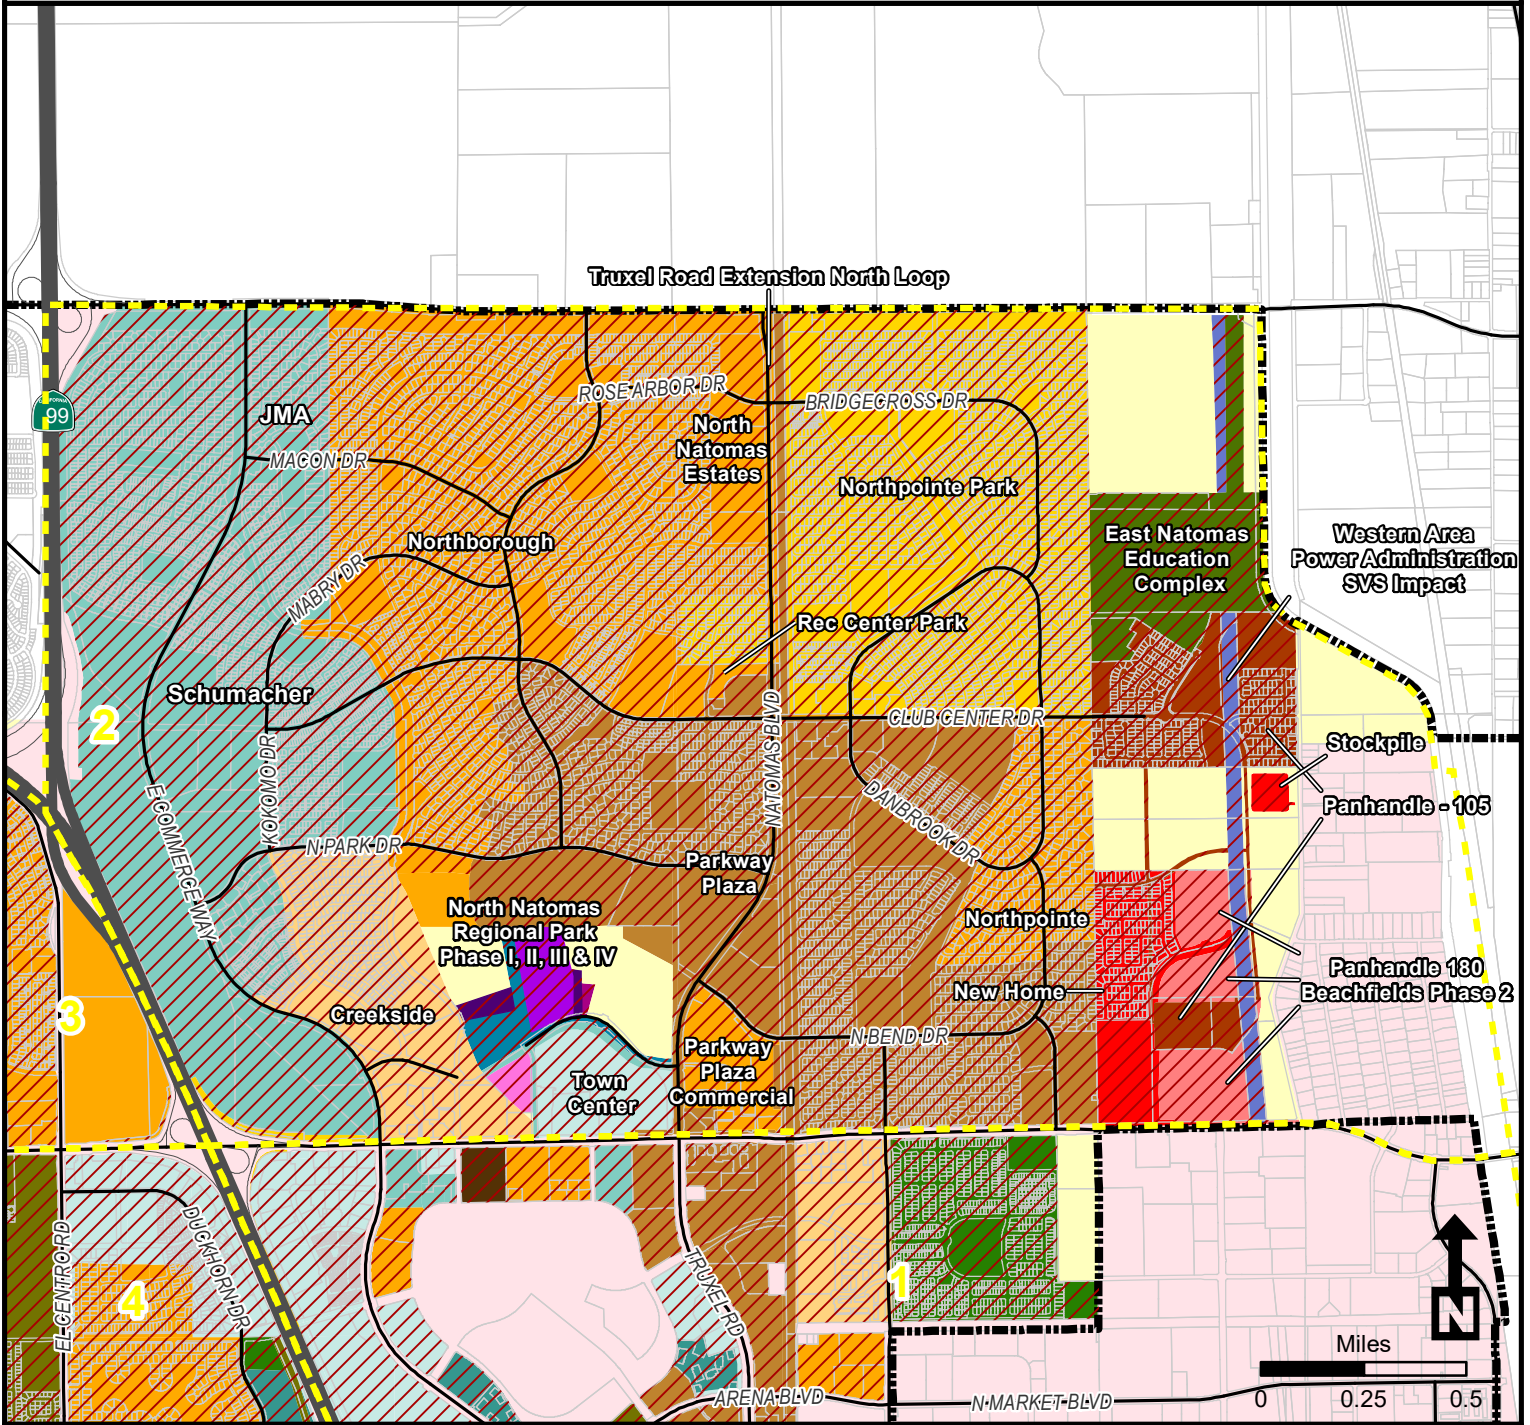 Truxel Road Extension North Loop
CALIFORNIA
99
JMA
ROSE ARBOR DR
BRIDGECROSS DR
North
Natomas
Estates
MACON DR
Northpointe Park
Northborough
East Natomas
Education
Complex
Western Area
Power Administration
SVS Impact
MABRY DR
Rec Center Park
Schumacher
2
CLUB CENTER DR
KOKOMO DR
NATOMAS BLVD
Stockpile
E COMMERCE WAY
DANBROOK DR
Panhandle - 105
N PARK DR
Parkway
Plaza
North Natomas
Regional Park
Phase I, II, III & IV
Northpointe
Panhandle 180
Beachfields Phase 2
New Home
3
Creekside
N BEND DR
Parkway
Plaza
Commercial
Town
Center
EL CENTRO RD
DUCKHORN DR
TRUXEL RD
4
1
N
Miles
0 0.25 0.5
ARENA BLVD
N MARKET BLVD